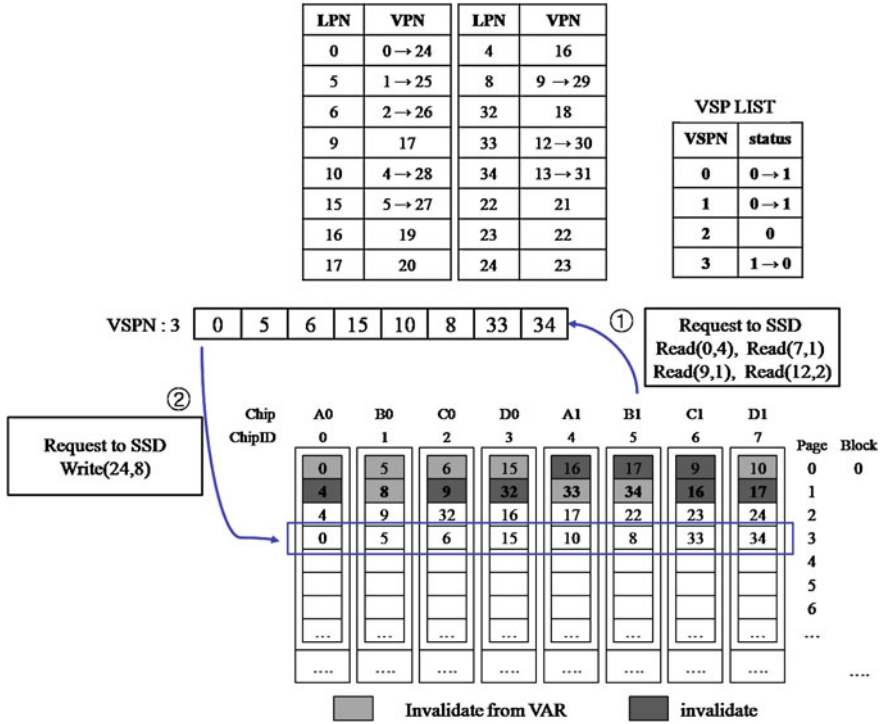 LPN VPN LPN VPN
0 0→24 4 16
5 1→25 8 9→29
6 2→26 32 18
9 17 33 12→30
10 4→28 34 13→31
15 5→27 22 21
16 19 23 22
17 20 24 23
VSP LIST
VSPN status
0 0→1
1 0→1
2 0
3 1→0
VSPN : 3 0 5 6 15 10 8 33 34
①
Request to SSD
Read(0,4), Read(7,1)
Read(9,1), Read(12,2)
②
Request to SSD
Write(24,8)
Chip A0 B0 C0 D0 A1 B1 C1 D1
ChipID 0 1 2 3 4 5 6 7 Page Block
0 5 6 15 16 17 9 10 0 0
4 8 9 32 33 34 16 17 1
4 9 32 16 17 22 23 24 2
0 5 6 15 10 8 33 34 3
4
5
6
... ... ... ... ... ... ... ... ...
.... .... .... .... .... .... .... .... ....
Invalidate from VAR invalidate